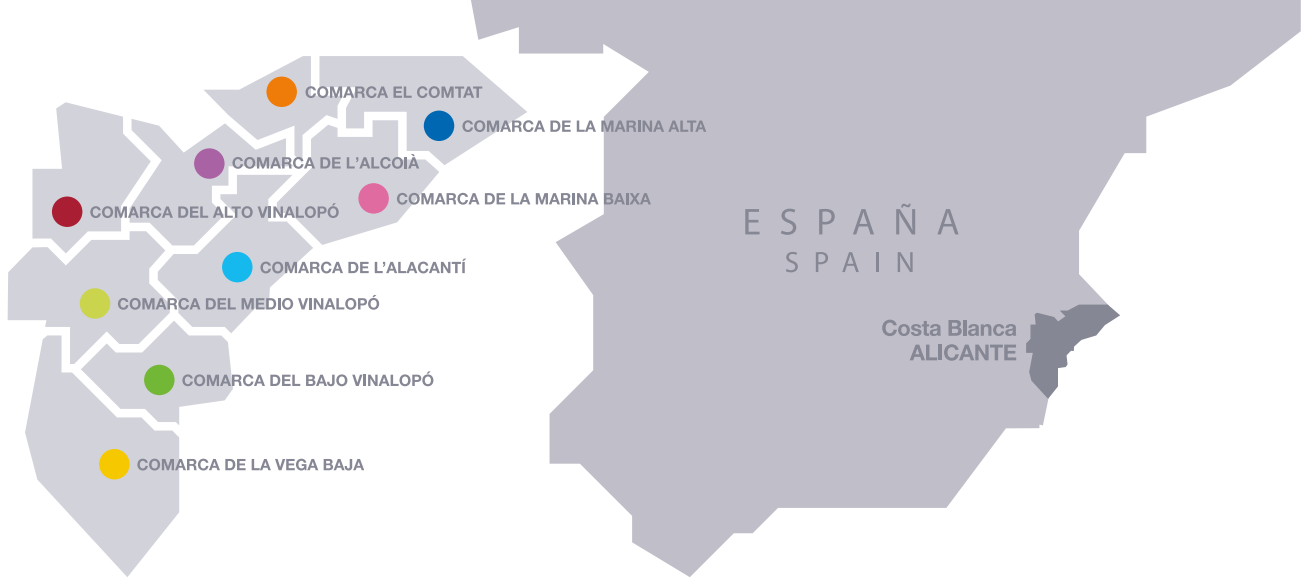 COMARCA EL COMTAT
COMARCA DE LA MARINA ALTA
COMARCA DE L'ALCOIÀ
COMARCA DE LA MARINA BAIXA
COMARCA DEL ALTO VINALOPÓ
COMARCA DE L'ALACANTÍ
COMARCA DEL MEDIO VINALOPÓ
COMARCA DEL BAJO VINALOPÓ
COMARCA DE LA VEGA BAJA
ESPAÑA
SPAIN
Costa Blanca
ALICANTE